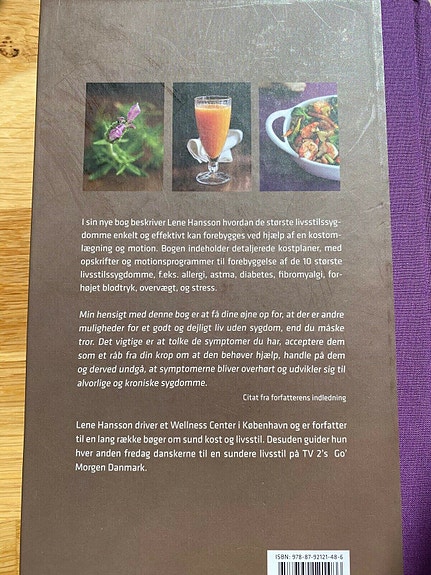 I sin nye bog beskriver Lene Hansson hvordan de største livsstilssyg-
domme enkelt og effektivt kan forebygges ved hjælp af en kostom-
lægning og motion. Bogen indeholder detaljerede kostplaner, med
opskrifter og motionsprogrammer til forebyggelse af de 10 største
livsstilsygdomme, f.eks. allergi, astma, diabetes, fibromyalgi, for-
højet blodtryk, overvægt, og stress.
Min hensigt med denne bog er at få dine øjne op for, at der er andre
muligheder for et godt og dejligt liv uden sygdom, end du måske
tror. Det vigtige er at tolke de symptomer du har, acceptere dem
som et råb fra din krop om at den behøver hjælp, handle på dem
og derved undgå, at symptomerne bliver overhørt og udvikler sig til
alvorlige og kroniske sygdomme.
Citat fra forfatterens indledning
Lene Hansson driver et Wellness Center i København og er forfatter
til en lang række bøger om sund kost og livsstil. Desuden guider hun
hver anden fredag danskerne til en sundere livsstil på TV 2's Go'
Morgen Danmark.
ISBN: 978-87-92121-48-6